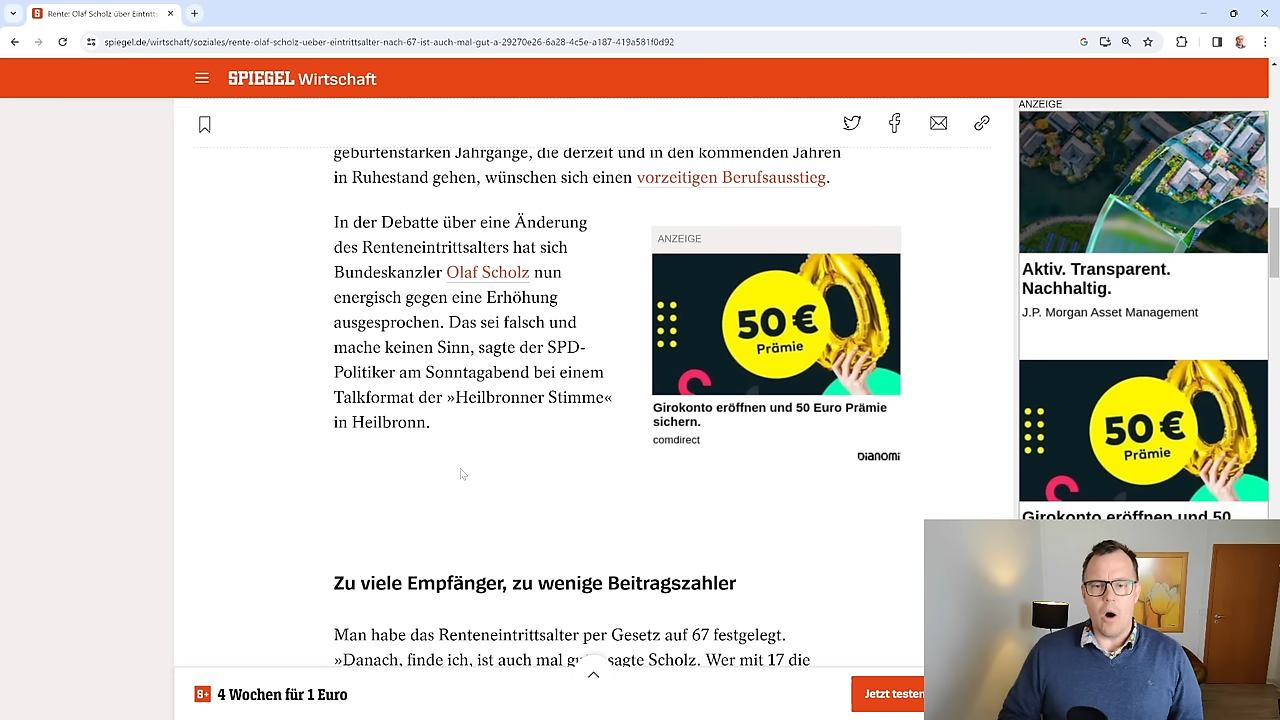 Rente: Olaf Scholz über Eintritts
spiegel.de/wirtschaft/soziales/rente-olaf-scholz-ueber-eintrittsalter-nach-67-ist-auch-mal-gut-a-29270e26-6a28-4c5e-a187-419a581f0d92
SPIEGEL Wirtschaft
geburtenstarken Jahrgänge, die derzeit und in den kommenden Jahren
in Ruhestand gehen, wünschen sich einen vorzeitigen Berufsausstieg.
In der Debatte über eine Änderung
des Renteneintrittsalters hat sich
Bundeskanzler Olaf Scholz nun
energisch gegen eine Erhöhung
ausgesprochen. Das sei falsch und
mache keinen Sinn, sagte der SPD-
Politiker am Sonntagabend bei einem
Talkformat der »Heilbronner Stimme«
in Heilbronn.
ANZEIGE
50 €
Prämie
Girokonto eröffnen und 50 Euro Prämie
sichern.
comdirect
bianomi
Zu viele Empfänger, zu wenige Beitragszahler
Man habe das Renteneintrittsalter per Gesetz auf 67 festgelegt.
»Danach, finde ich, ist auch mal sagte Scholz. Wer mit 17 die
S+ 4 Wochen für 1 Euro
Jetzt testen
ANZEIGE
Aktiv. Transparent.
Nachhaltig.
J.P. Morgan Asset Management
50 €
Prämie
Girokonto eröffnen und 50